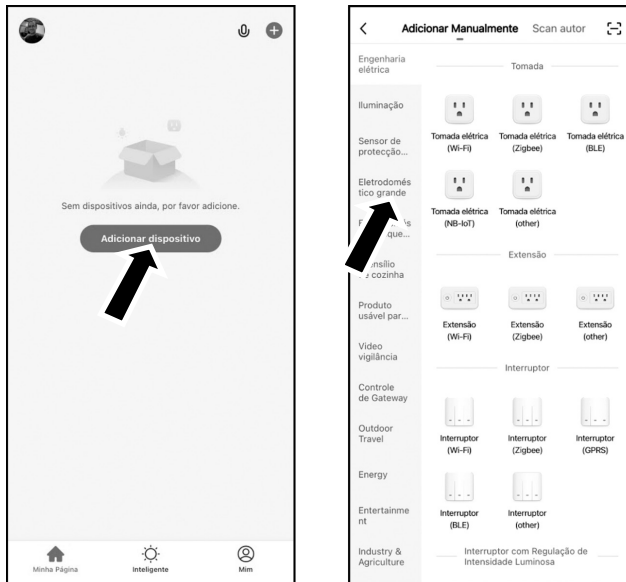 Sem dispositivos ainda, por favor adicione.
Adicionar dispositivo
Minha Página
Inteligente
Mim
Adicionar Manualmente
Scan autor
Engenharia
elétrica
Iluminação
Sensor de
protecção...
Eletrodomés
tico grande
de cozinha
Produto
usável par...
Video
vigilância
Controle
de Gateway
Outdoor
Travel
Energy
Entertainme
nt
Industry &
Agriculture
Tomada
Tomada elétrica
(Wi-Fi)
Tomada elétrica
(Zigbee)
Tomada elétrica
(BLE)
Tomada elétrica
(NB-IoT)
Tomada elétrica
(other)
Extensão
Extensão
(Wi-Fi)
Extensão
(Zigbee)
Extensão
(other)
Interruptor
Interruptor
(Wi-Fi)
Interruptor
(Zigbee)
Interruptor
(GPRS)
Interruptor
(BLE)
Interruptor
(other)
Interruptor com Regulação de
Intensidade Luminosa